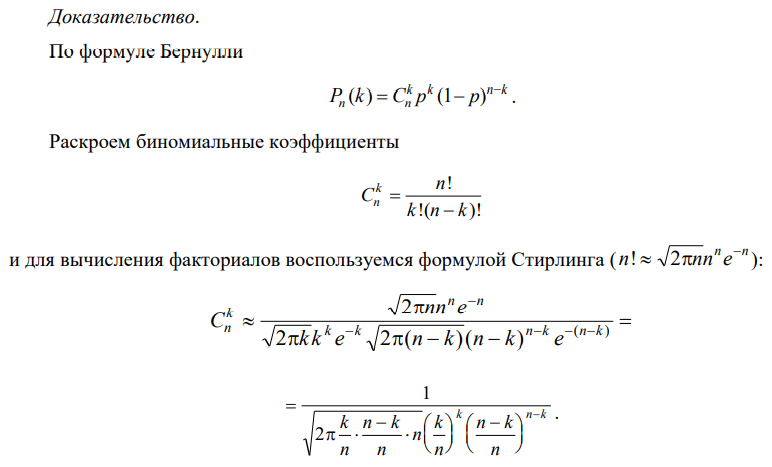 Доказательство.
По формуле Бернулли
$P_n(k) = C_n^k p^k (1-p)^{n-k}.$
Раскроем биномиальные коэффициенты
$C_n^k = \frac{n!}{k!(n-k)!}$
и для вычисления факториалов воспользуемся формулой Стирлинга ($n! \approx \sqrt{2\pi n} n^n e^{-n}$):
$C_n^k \approx \frac{\sqrt{2\pi n} n^n e^{-n}}{\sqrt{2\pi k} k^k e^{-k} \sqrt{2\pi(n-k)} (n-k)^{n-k} e^{-(n-k)}} =$
$= \frac{1}{\sqrt{2\pi \frac{k}{n} \cdot \frac{n-k}{n} \cdot n} \left(\frac{k}{n}\right)^k \left(\frac{n-k}{n}\right)^{n-k}}.$